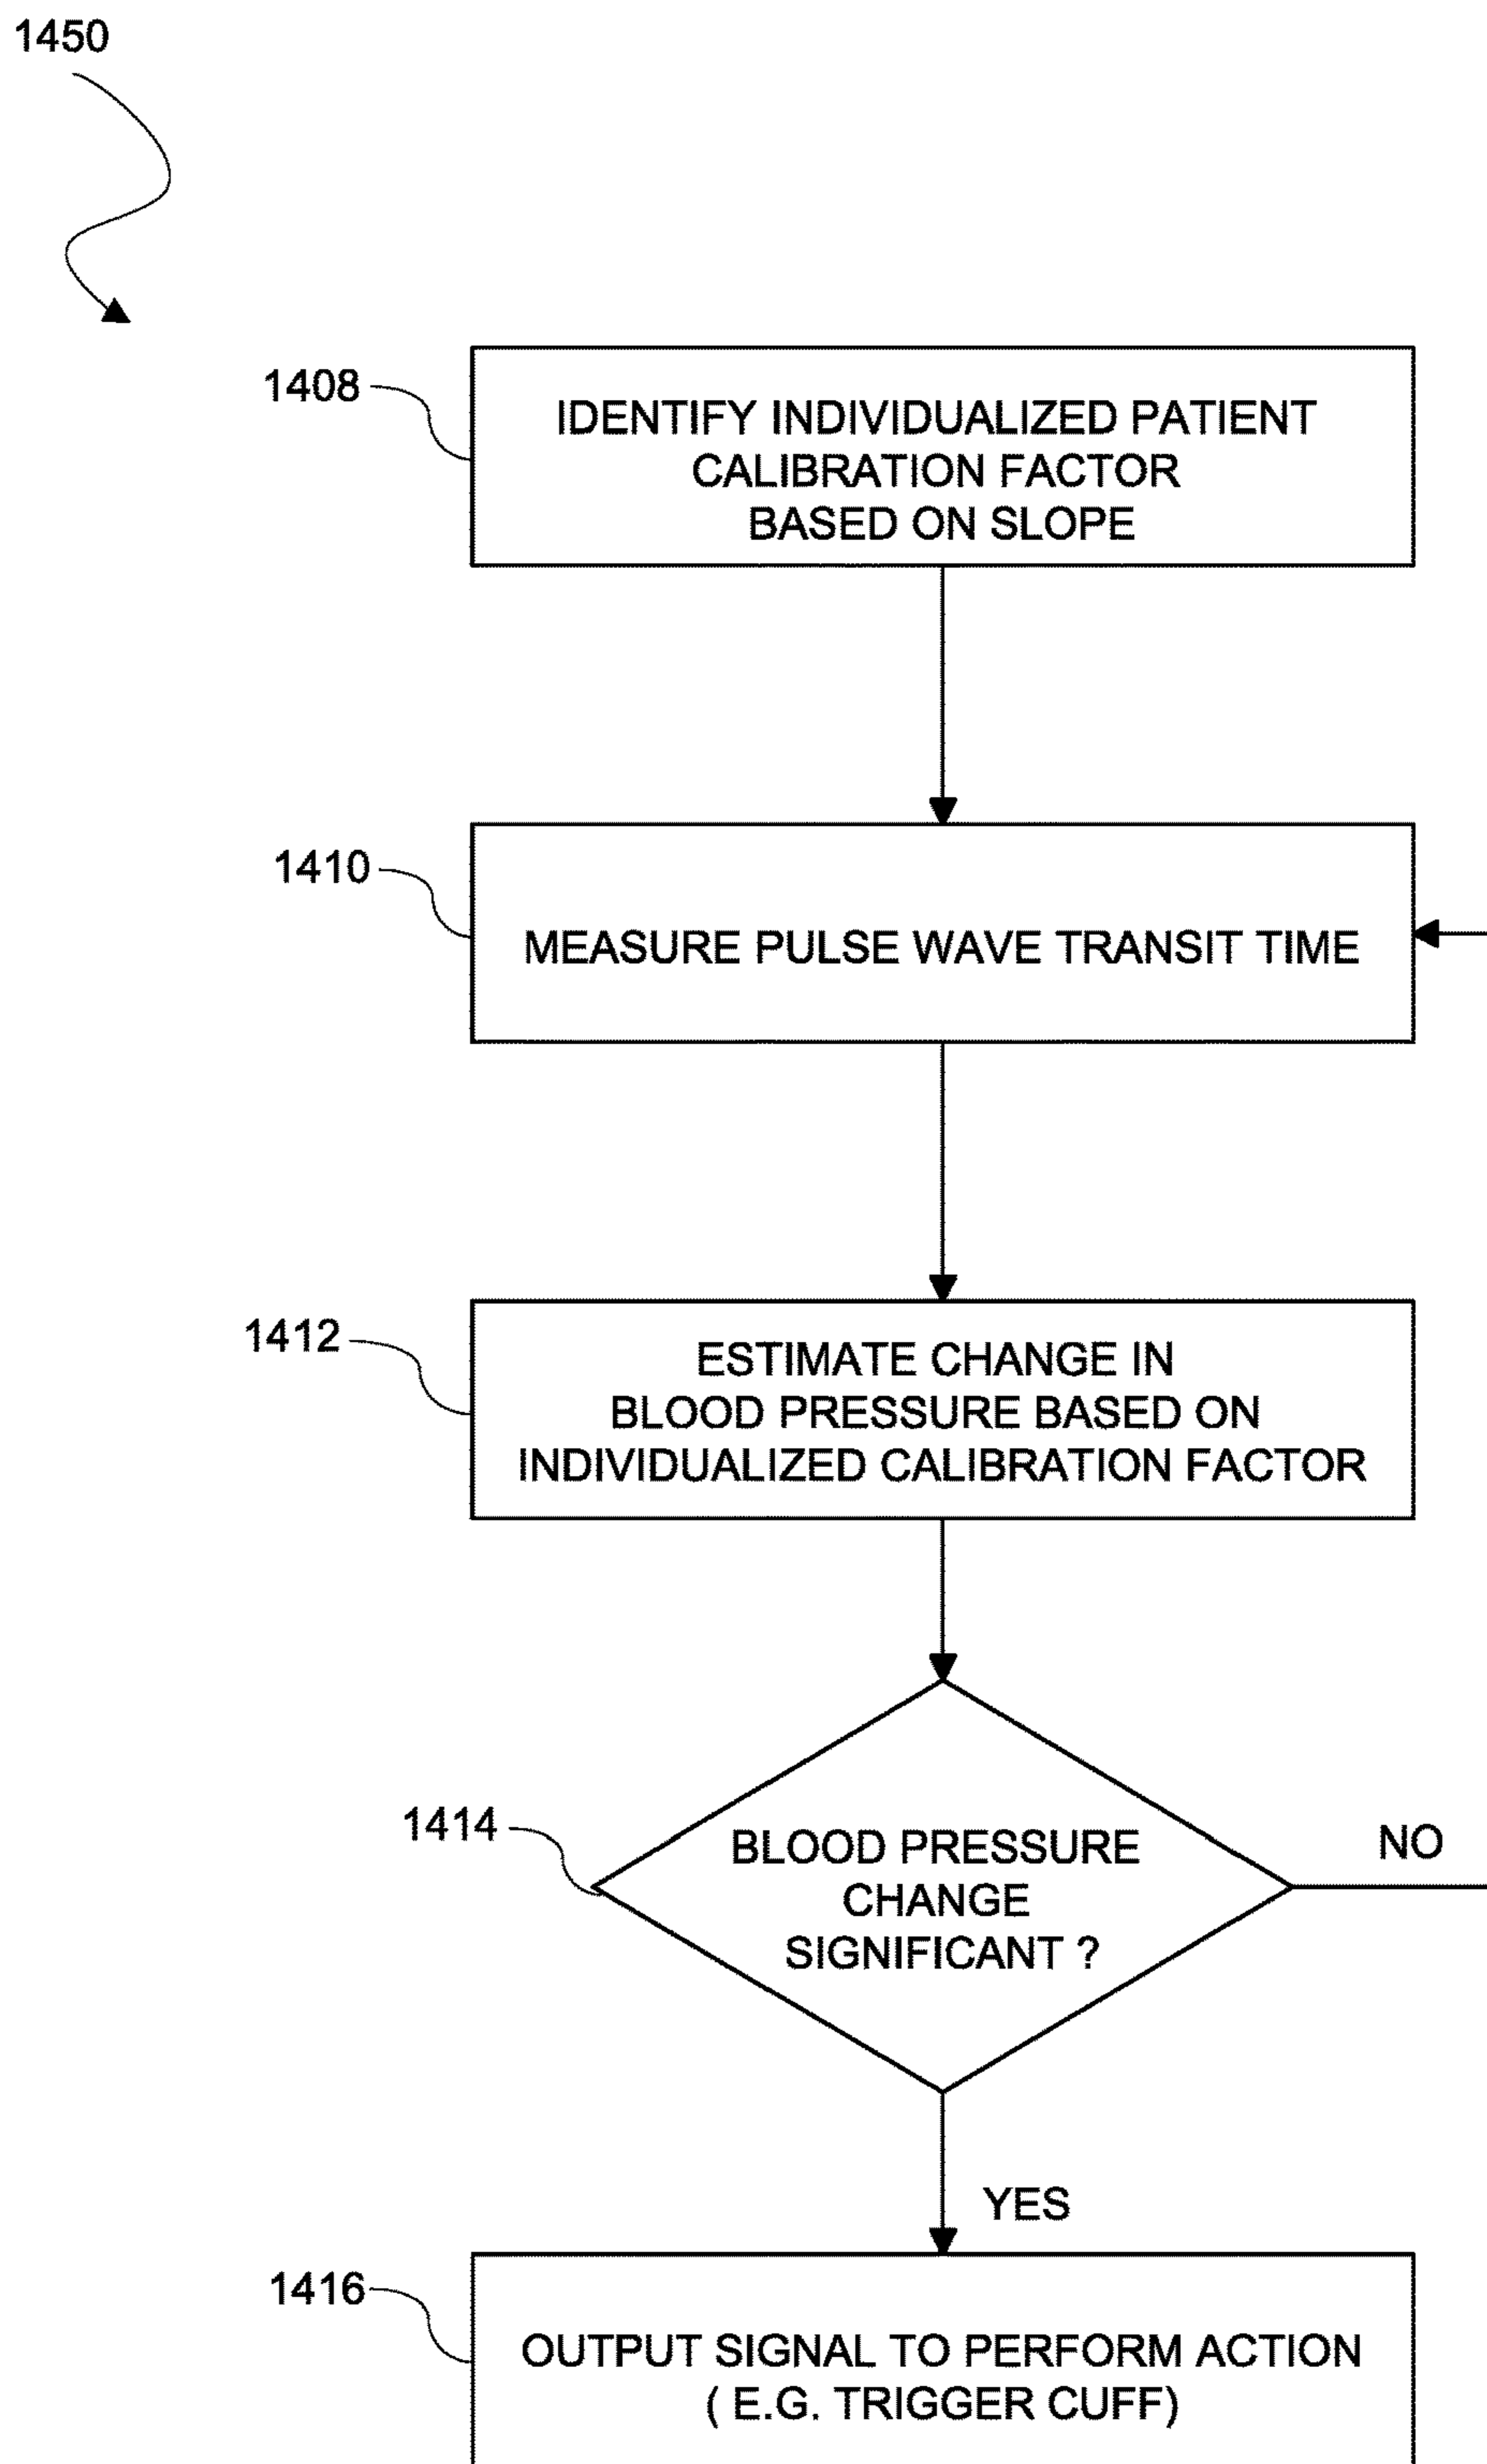 1450
1408
IDENTIFY INDIVIDUALIZED PATIENT
CALIBRATION FACTOR
BASED ON SLOPE
1410
MEASURE PULSE WAVE TRANSIT TIME
1412
ESTIMATE CHANGE IN
BLOOD PRESSURE BASED ON
INDIVIDUALIZED CALIBRATION FACTOR
1414
BLOOD PRESSURE
CHANGE
SIGNIFICANT ?
NO
YES
1416
OUTPUT SIGNAL TO PERFORM ACTION
( E.G. TRIGGER CUFF)